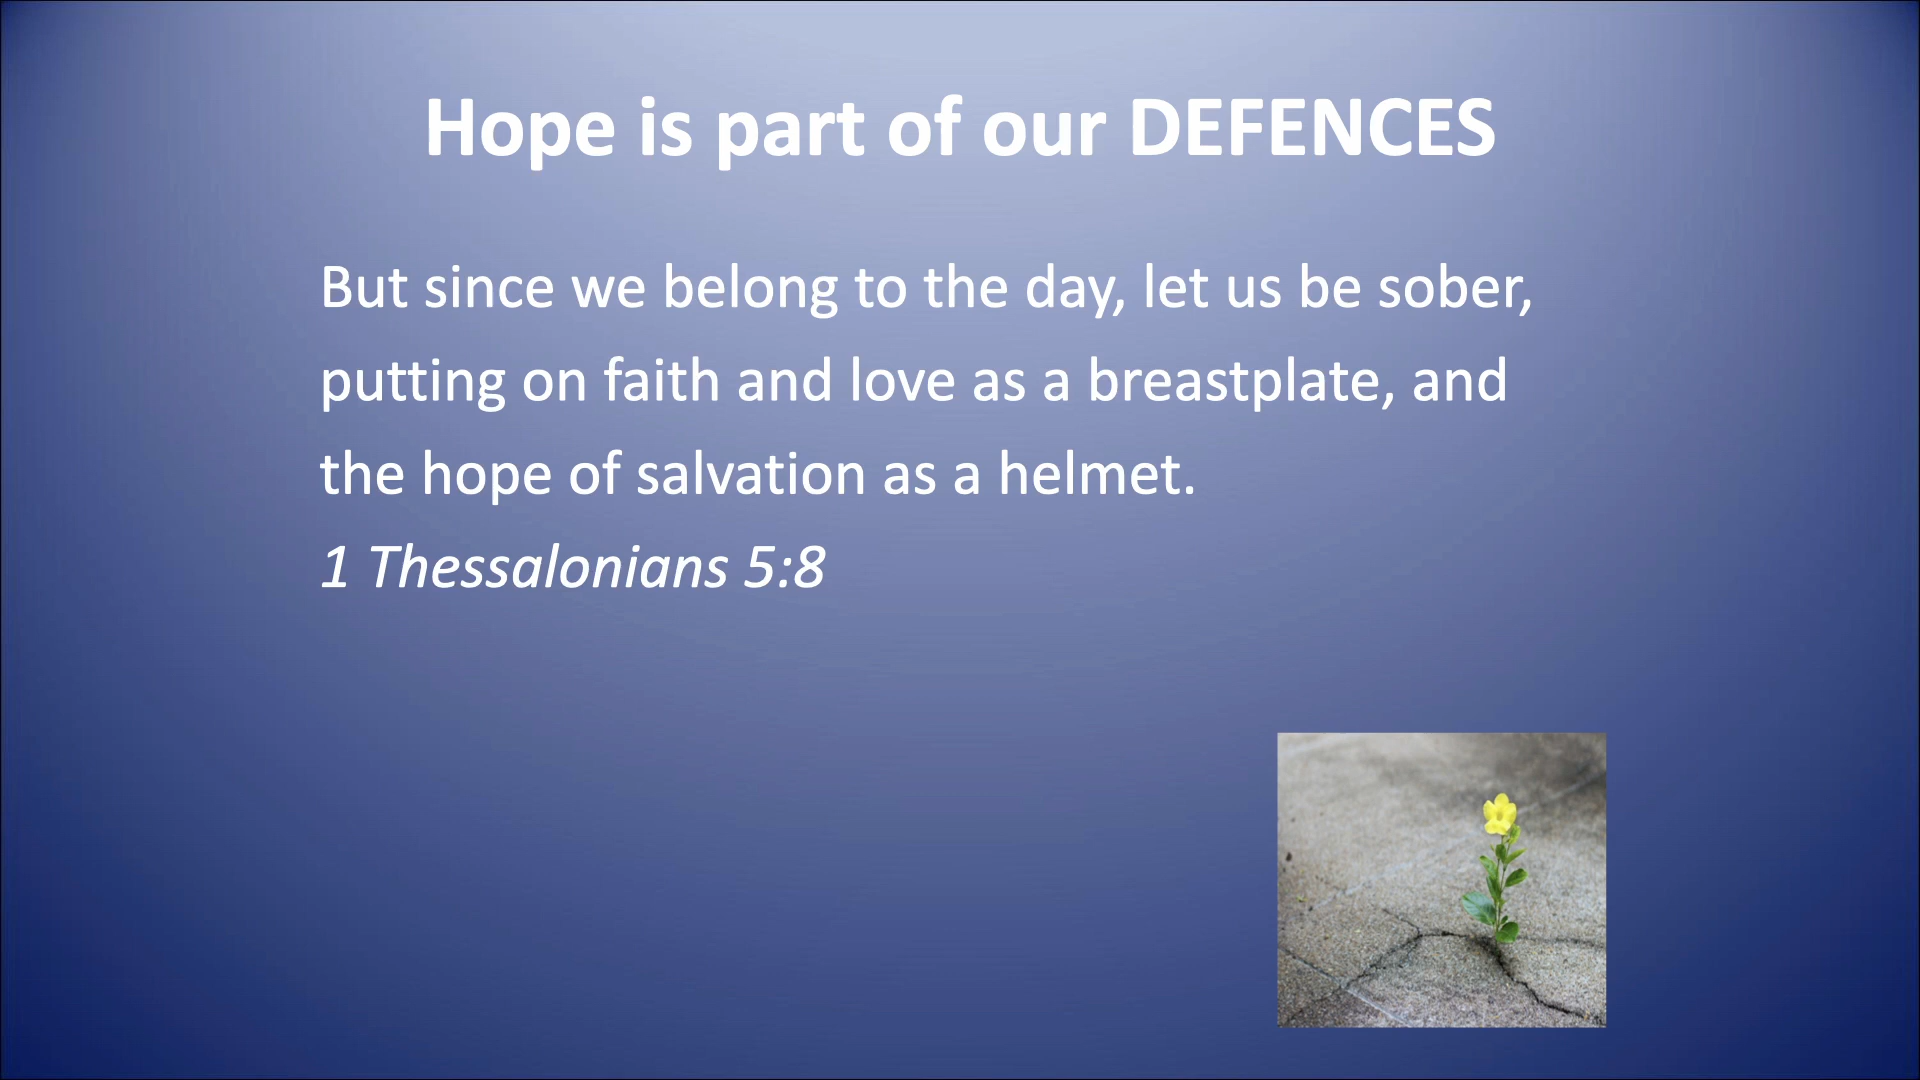 Hope is part of our DEFENCES
But since we belong to the day, let us be sober,
putting on faith and love as a breastplate, and
the hope of salvation as a helmet.
1 Thessalonians 5:8